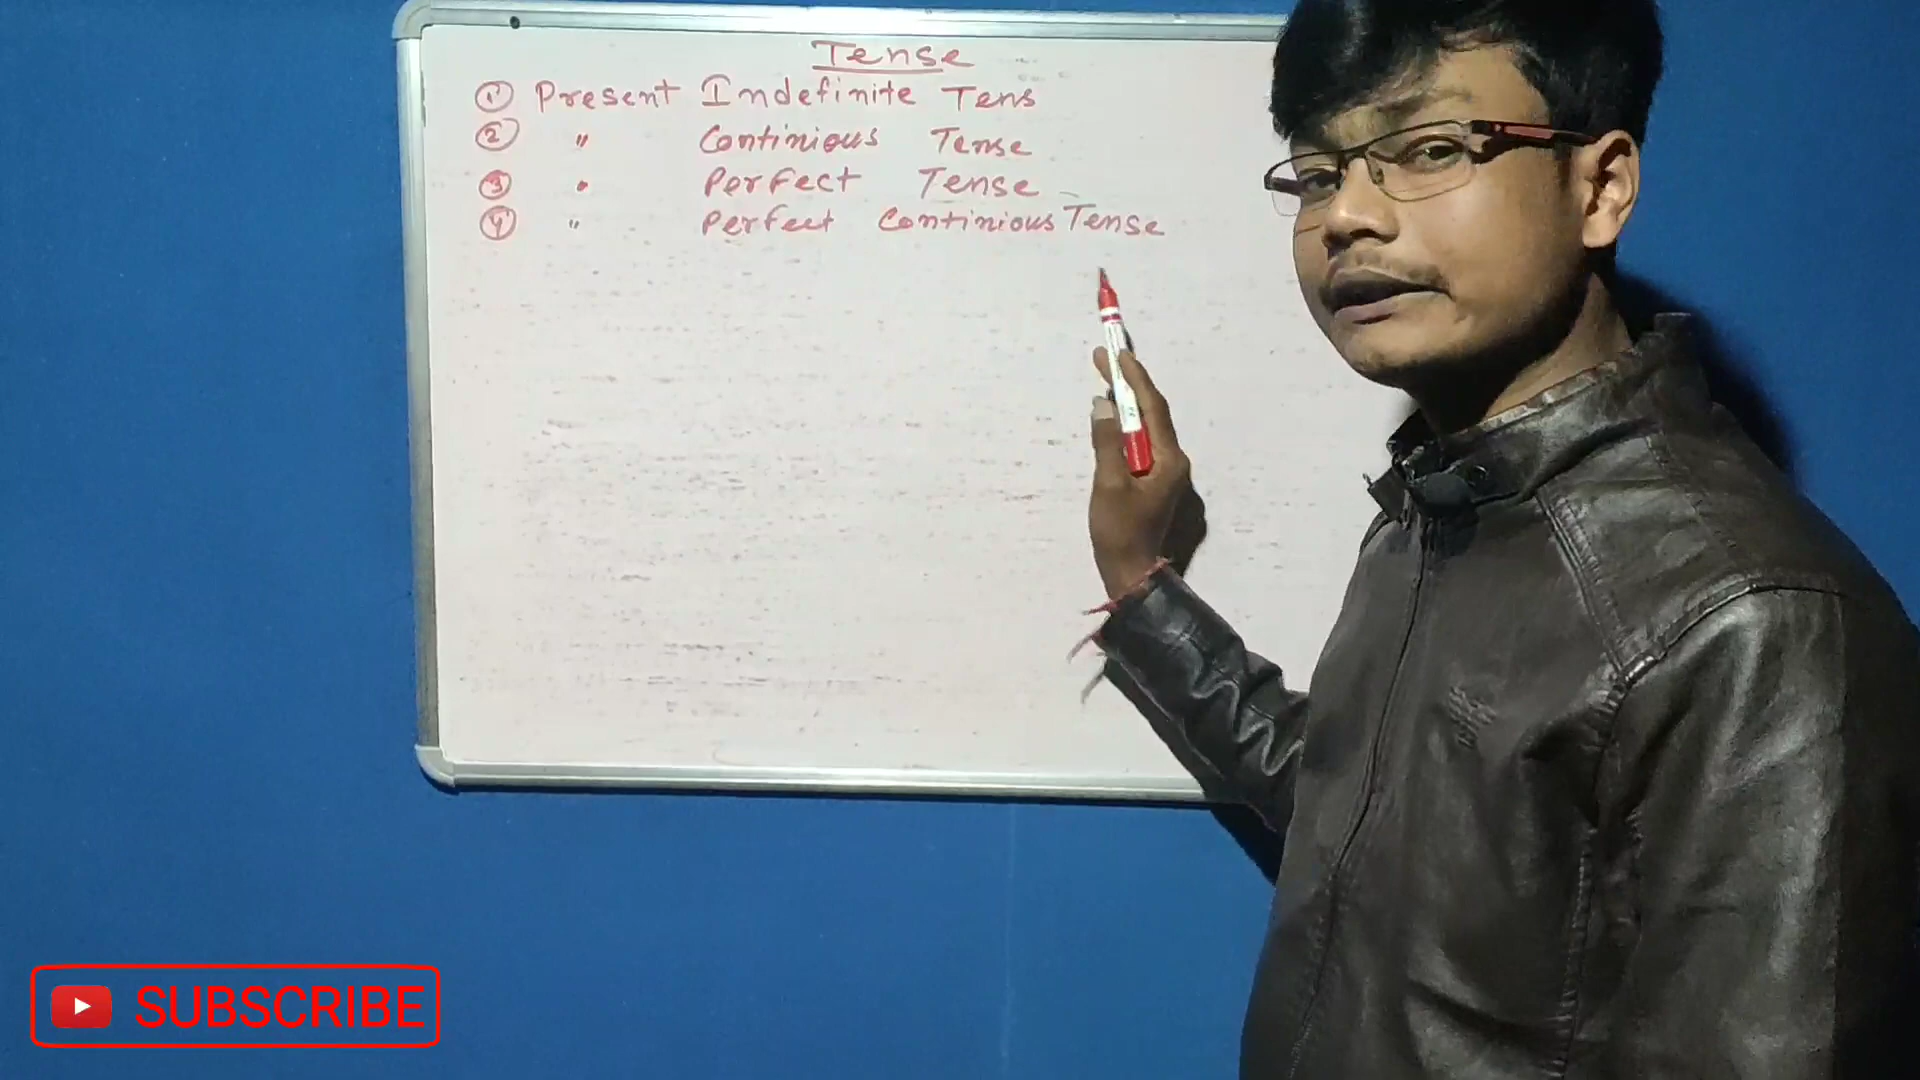 Tense
① Present Indefinite Tens
② " Continious Tense
③ " Perfect Tense
④ " Perfect Continious Tense
SUBSCRIBE